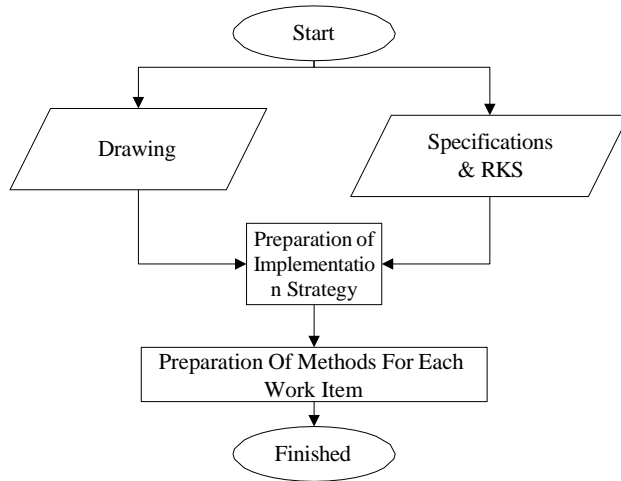 Start
Drawing
Specifications
& RKS
Preparation of
Implementatio
n Strategy
Preparation Of Methods For Each
Work Item
Finished